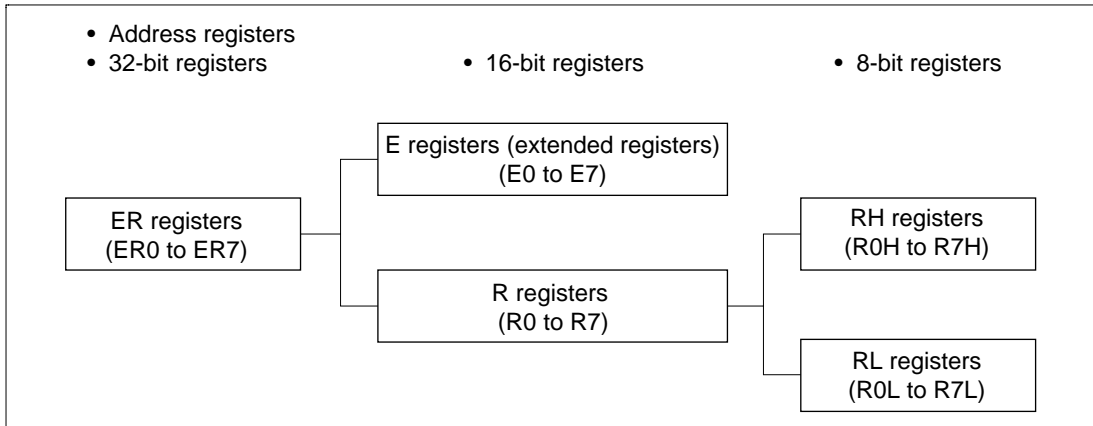 • Address registers
• 32-bit registers
• 16-bit registers
• 8-bit registers
E registers (extended registers)
(E0 to E7)
ER registers
(ER0 to ER7)
RH registers
(R0H to R7H)
R registers
(R0 to R7)
RL registers
(R0L to R7L)